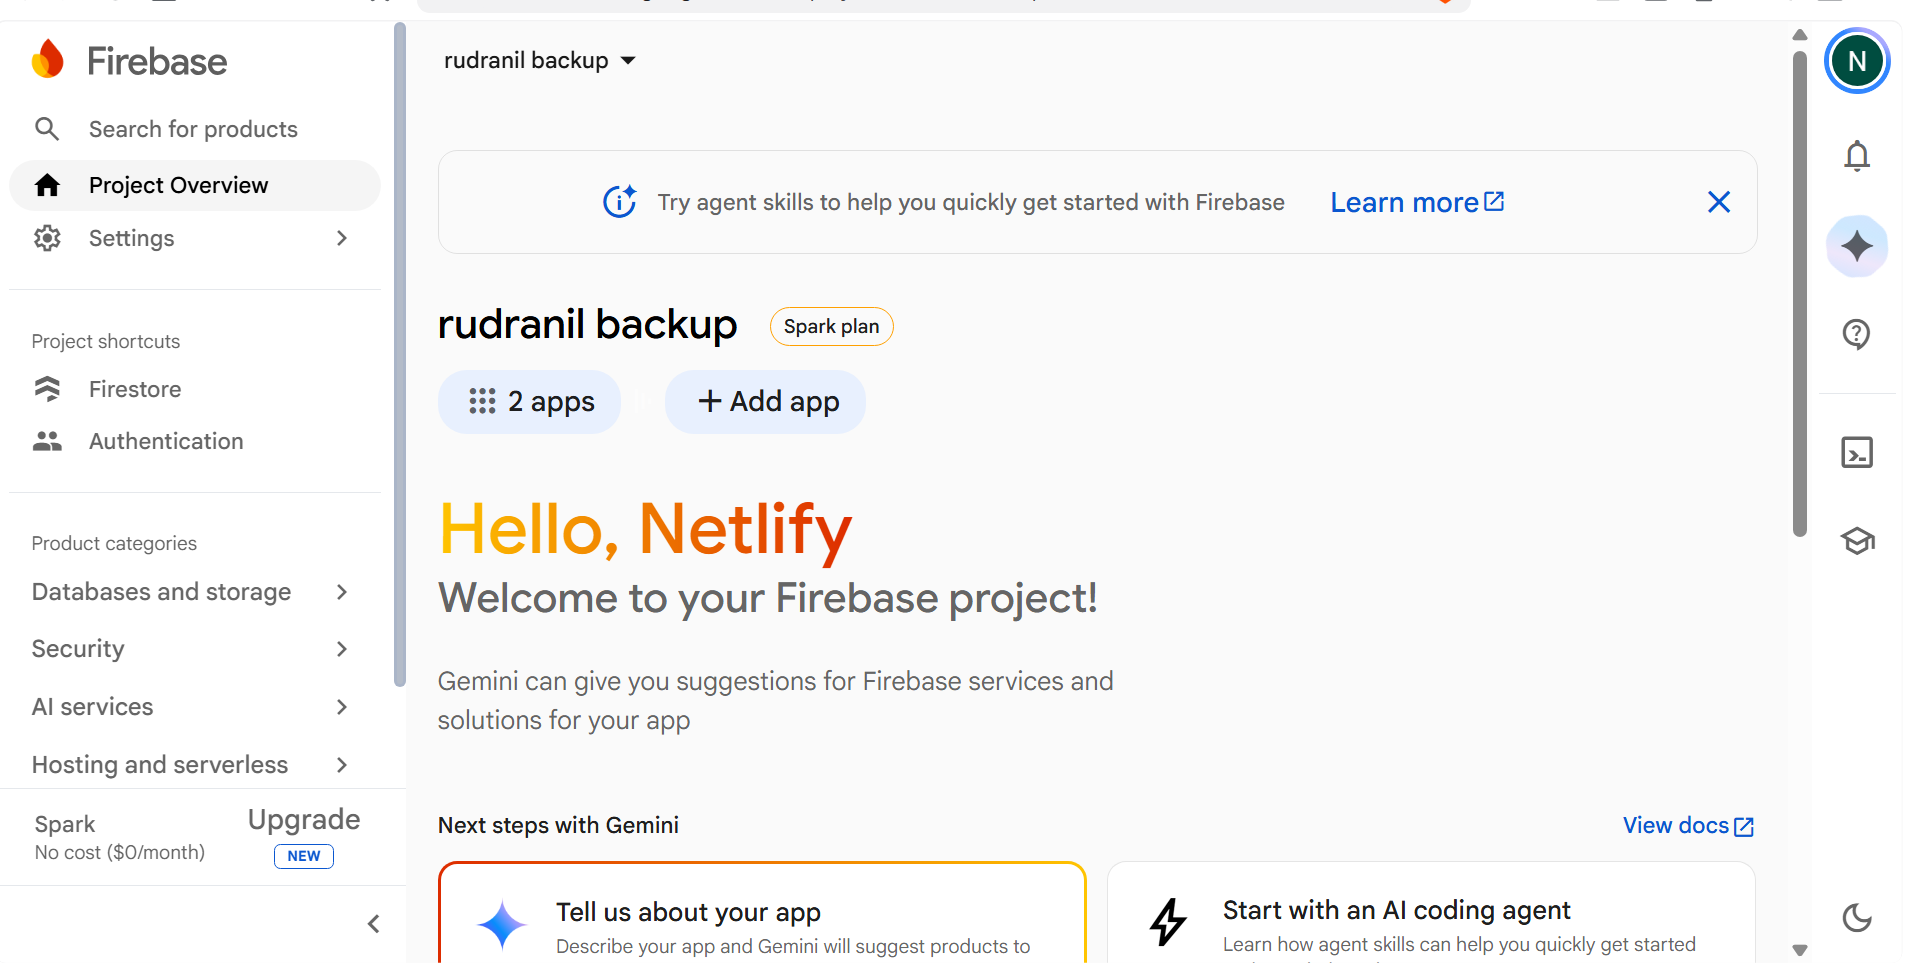 Firebase
Search for products
Project Overview
Settings
Project shortcuts
Firestore
Authentication
Product categories
Databases and storage
Security
AI services
Hosting and serverless
Spark
No cost ($0/month)
Upgrade
NEW
rudranil backup
Try agent skills to help you quickly get started with Firebase
Learn more
rudranil backup
Spark plan
2 apps
+ Add app
Hello, Netlify
Welcome to your Firebase project!
Gemini can give you suggestions for Firebase services and
solutions for your app
Next steps with Gemini
View docs
Tell us about your app
Describe your app and Gemini will suggest products to
Start with an AI coding agent
Learn how agent skills can help you quickly get started
N